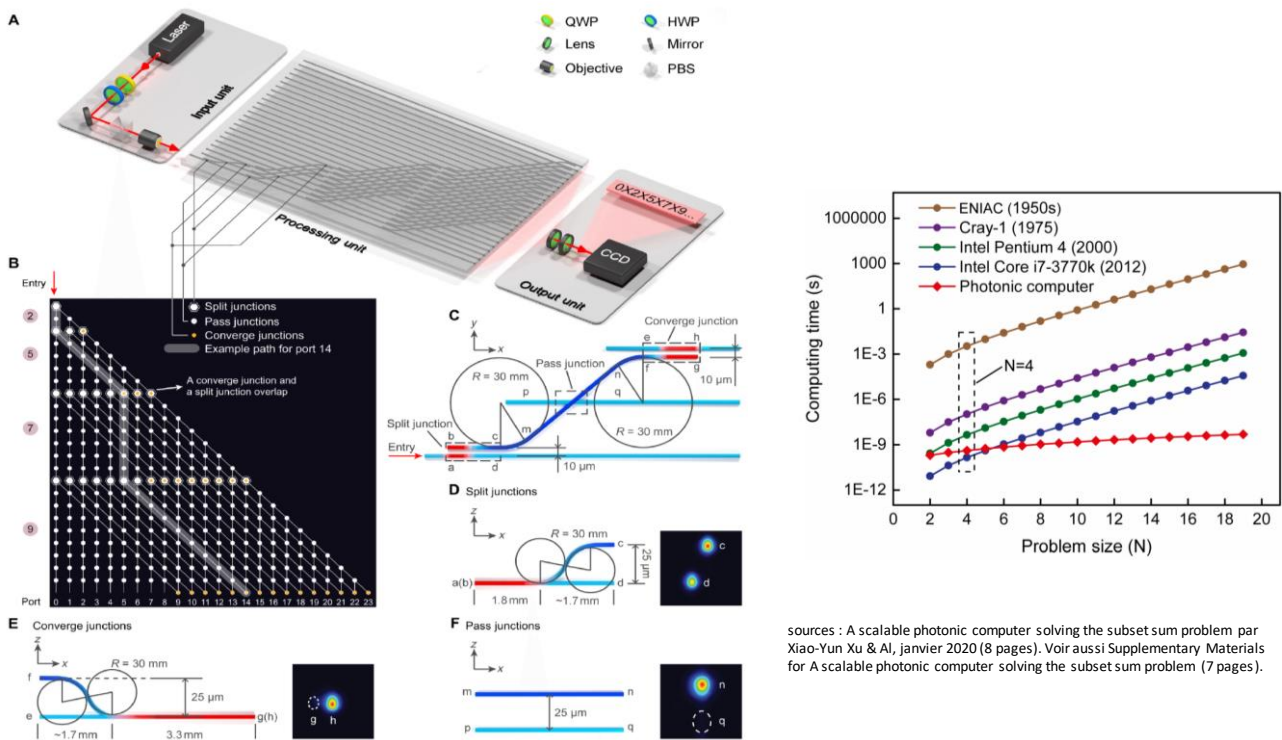 A
Laser
Input unit
QWP
HWP
Lens
Mirror
Objective
PBS
Processing unit
0X2X5X7X9...
CCD
Output unit
B
Entry
2
5
7
9
Split junctions
Pass junctions
Converge junctions
Example path for port 14
A converge junction and
a split junction overlap
Port 0 1 2 3 4 5 6 7 8 9 10 11 12 13 14 15 16 17 18 19 20 21 22 23
C
y
x
Converge junction
e h
f g
10 µm
Pass junction
R = 30 mm
p
n
q
m
R = 30 mm
Split junction
b c
Entry
a d
10 µm
D Split junctions
z
x
R = 30 mm
c
25 µm
a(b)
d
1.8 mm
~1.7 mm
c
d
E Converge junctions
z
x
f
R = 30 mm
25 µm
e
g(h)
~1.7 mm
3.3 mm
g h
F Pass junctions
z
x
m n
25 µm
p q
n
q
ENIAC (1950s)
Cray-1 (1975)
Intel Pentium 4 (2000)
Intel Core i7-3770k (2012)
Photonic computer
N=4
Computing time (s)
1000000
1000
1
1E-3
1E-6
1E-9
1E-12
0 2 4 6 8 10 12 14 16 18 20
Problem size (N)
sources : A scalable photonic computer solving the subset sum problem par
Xiao-Yun Xu & Al, janvier 2020 (8 pages). Voir aussi Supplementary Materials
for A scalable photonic computer solving the subset sum problem (7 pages).